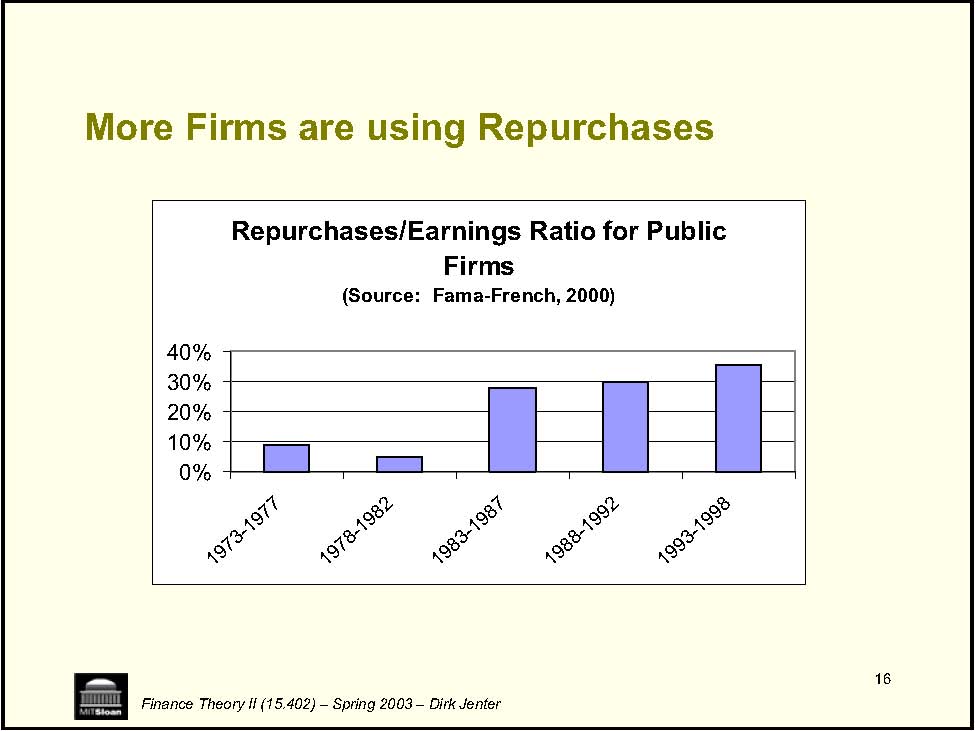 More Firms are using Repurchases
Repurchases/Earnings Ratio for Public
Firms
(Source: Fama-French, 2000)
40%
30%
20%
10%
0%
1973-1977
1978-1982
1983-1987
1988-1992
1993-1998
16
MITSloan
Finance Theory II (15.402) – Spring 2003 – Dirk Jenter